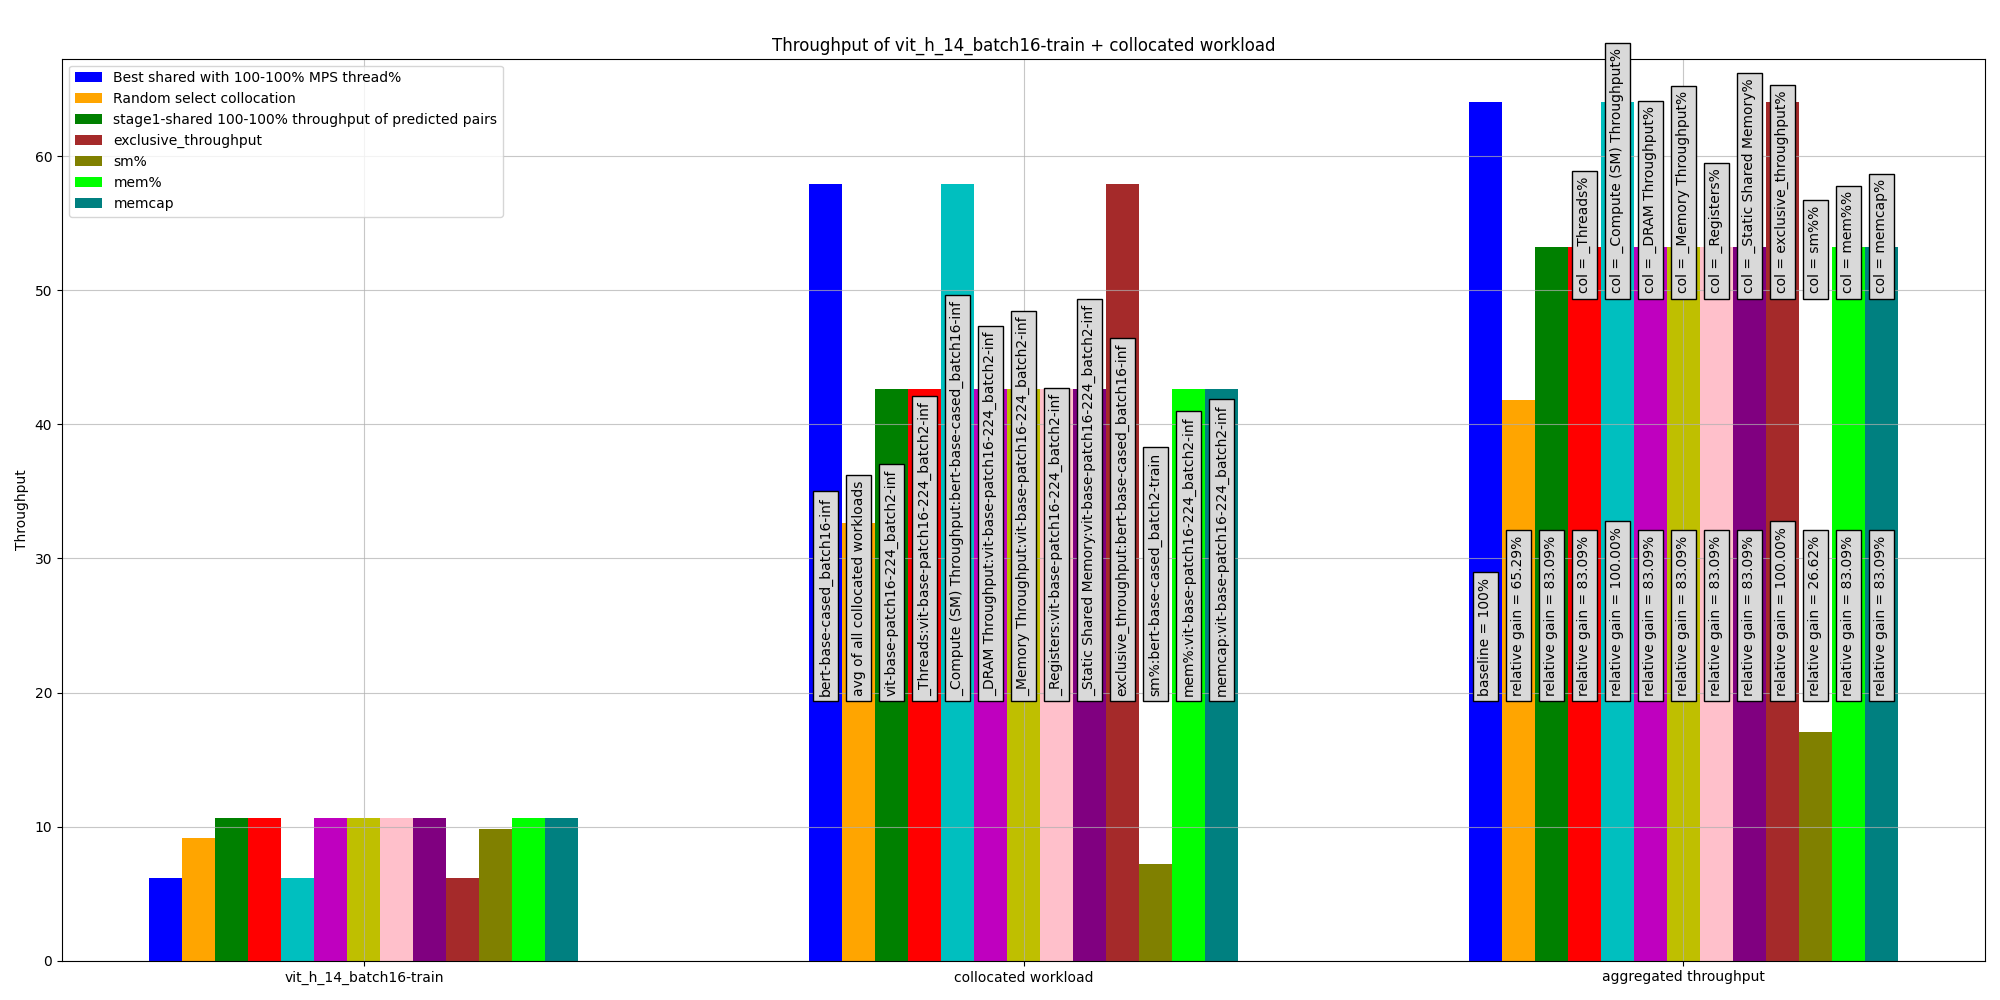 Throughput of vit_h_14_batch16-train + collocated workload
Best shared with 100-100% MPS thread%
Random select collocation
stage1-shared 100-100% throughput of predicted pairs
exclusive_throughput
sm%
mem%
memcap
Throughput
60
50
40
30
20
10
0
bert-base-cased_batch16-inf
avg of all collocated workloads
vit-base-patch16-224_batch2-inf
_Threads:vit-base-patch16-224_batch2-inf
_Compute (SM) Throughput:bert-base-cased_batch16-inf
_DRAM Throughput:vit-base-patch16-224_batch2-inf
_Memory Throughput:vit-base-patch16-224_batch2-inf
_Registers:vit-base-patch16-224_batch2-inf
_Static Shared Memory:vit-base-patch16-224_batch2-inf
exclusive_throughput:bert-base-cased_batch16-inf
sm%:bert-base-cased_batch2-train
mem%:vit-base-patch16-224_batch2-inf
memcap:vit-base-patch16-224_batch2-inf
col = _Threads%
col = _Compute (SM) Throughput%
col = _DRAM Throughput%
col = _Memory Throughput%
col = _Registers%
col = _Static Shared Memory%
col = exclusive_throughput%
col = sm%%
col = mem%%
col = memcap%
baseline = 100%
relative gain = 65.29%
relative gain = 83.09%
relative gain = 83.09%
relative gain = 100.00%
relative gain = 83.09%
relative gain = 83.09%
relative gain = 83.09%
relative gain = 83.09%
relative gain = 100.00%
relative gain = 26.62%
relative gain = 83.09%
relative gain = 83.09%
vit_h_14_batch16-train
collocated workload
aggregated throughput